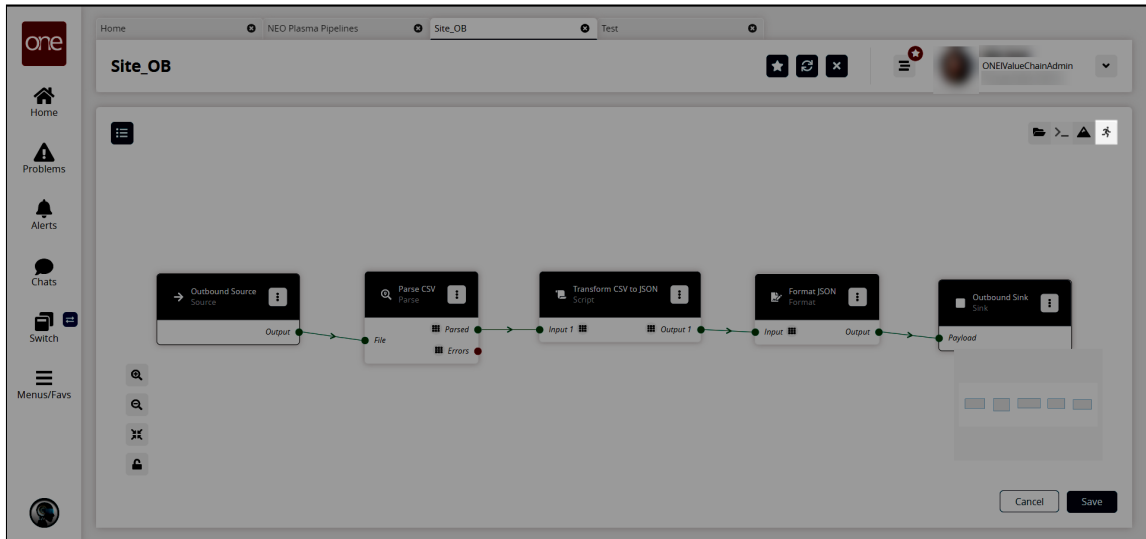 one
Home
Problems
Alerts
Chats
Switch
Menus/Favs
Home
NEO Plasma Pipelines
Site_OB
Test
Site_OB
ONEIValueChainAdmin
Outbound Source
Source
Output
Parse CSV
Parse
Parsed
File
Errors
Transform CSV to JSON
Script
Input 1
Output 1
Format JSON
Format
Input
Output
Outbound Sink
Sink
Payload
Cancel
Save